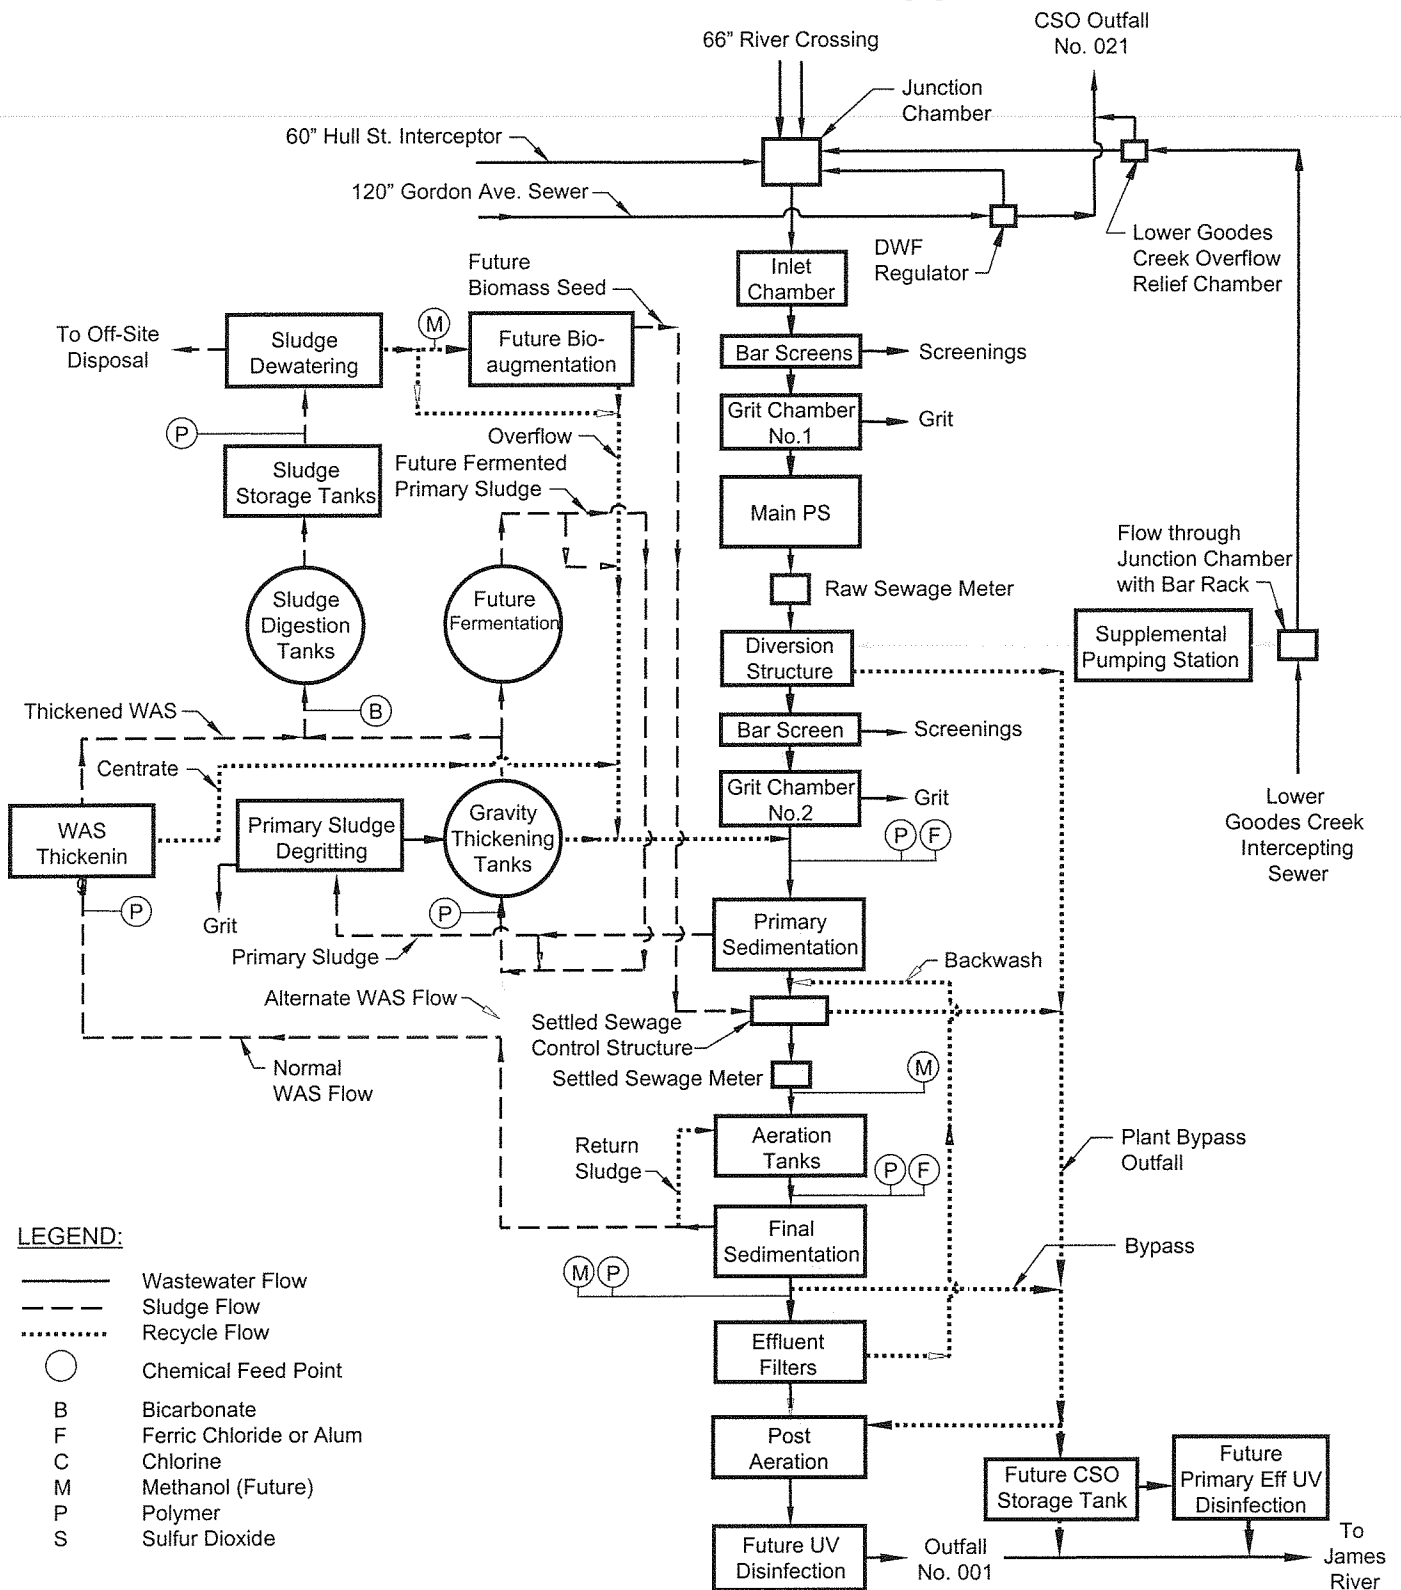 CSO Outfall
No. 021
66" River Crossing
Junction
Chamber
60" Hull St. Interceptor
120" Gordon Ave. Sewer
Lower Goodes
Creek Overflow
Relief Chamber
DWF
Regulator
Future
Biomass Seed
Inlet
Chamber
To Off-Site
Disposal
Sludge
Dewatering
M
Future Bio-
augmentation
Bar Screens
Screenings
Grit Chamber
No.1
Grit
P
Overflow
Future Fermented
Primary Sludge
Sludge
Storage Tanks
Main PS
Flow through
Junction Chamber
with Bar Rack
Sludge
Digestion
Tanks
Future
Fermentation
Raw Sewage Meter
Diversion
Structure
Supplemental
Pumping Station
Thickened WAS
B
Bar Screen
Screenings
Centrate
Grit Chamber
No.2
Grit
Lower
Goodes Creek
Intercepting
Sewer
WAS
Thickenin
g
Primary Sludge
Degritting
Gravity
Thickening
Tanks
P
F
P
Grit
P
Primary
Sedimentation
Primary Sludge
Backwash
Alternate WAS Flow
Settled Sewage
Control Structure
Normal
WAS Flow
Settled Sewage Meter
M
Aeration
Tanks
Return
Sludge
P
F
Plant Bypass
Outfall
Final
Sedimentation
Bypass
M
P
Effluent
Filters
Post
Aeration
Future CSO
Storage Tank
Future
Primary Eff UV
Disinfection
Future UV
Disinfection
Outfall
No. 001
To
James
River
LEGEND:
Wastewater Flow
Sludge Flow
Recycle Flow
Chemical Feed Point
B Bicarbonate
F Ferric Chloride or Alum
C Chlorine
M Methanol (Future)
P Polymer
S Sulfur Dioxide